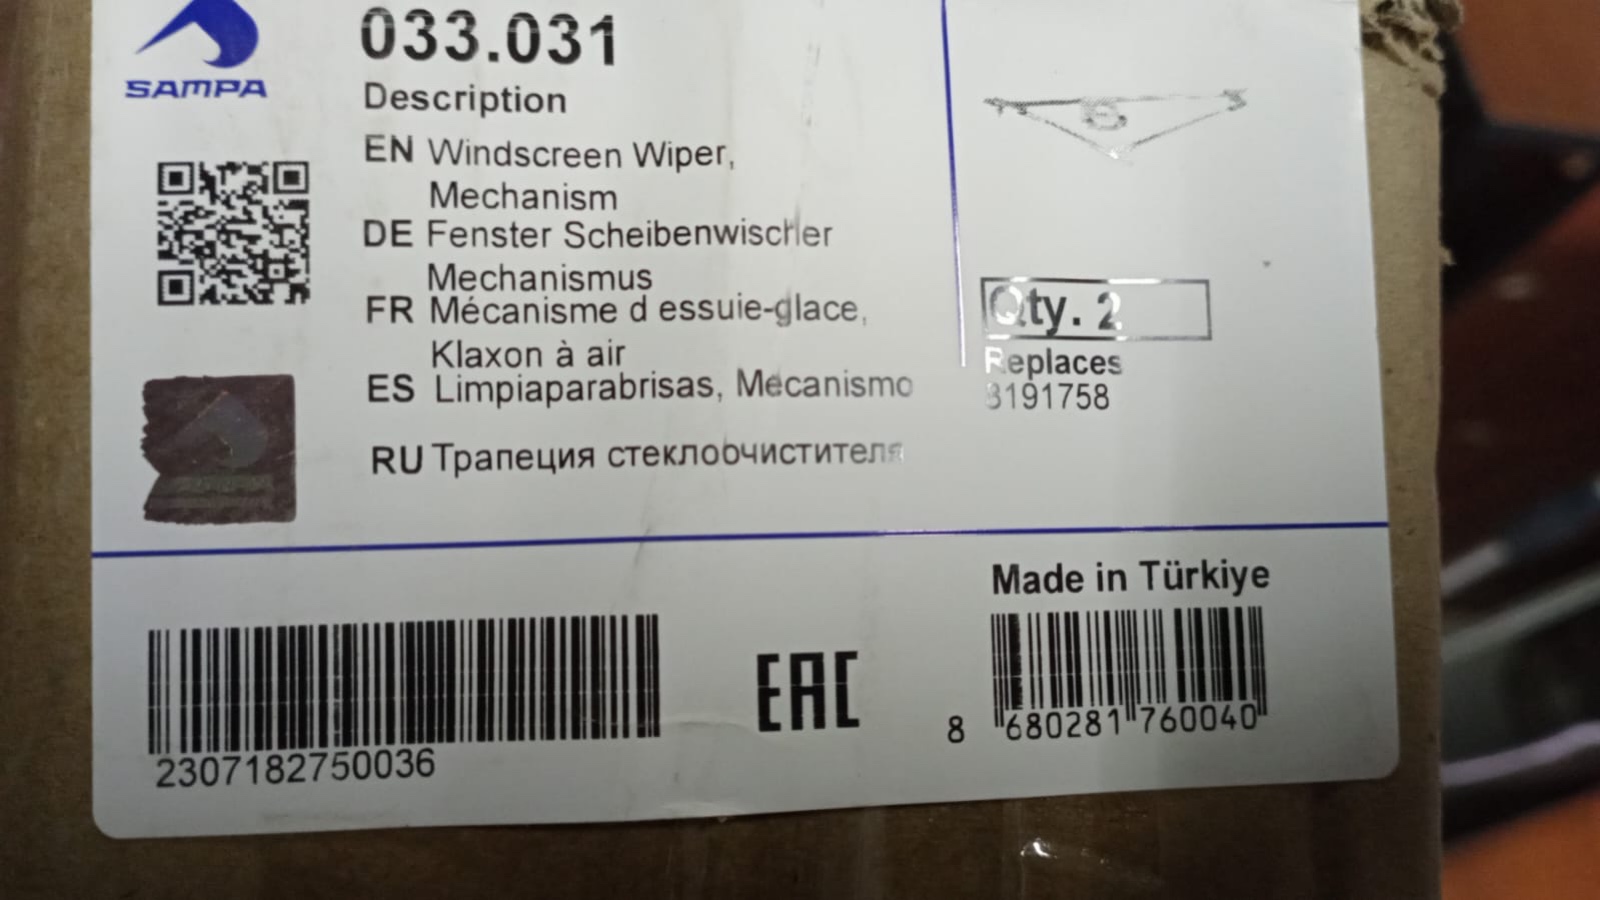 SAMPA
033.031
Description
EN Windscreen Wiper,
Mechanism
DE Fenster Scheibenwischer
Mechanismus
FR Mécanisme d essuie-glace,
Klaxon à air
ES Limpiaparabrisas, Mecanismo
RU Трапеция стеклоочистителя
Qty. 2
Replaces
8191758
Made in Türkiye
2307182750036
EAC
8 680281 760040